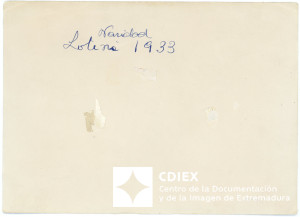 Navidad
Lotería 1933
CDIEX
Centro de la Documentación
y de la Imagen de Extremadura